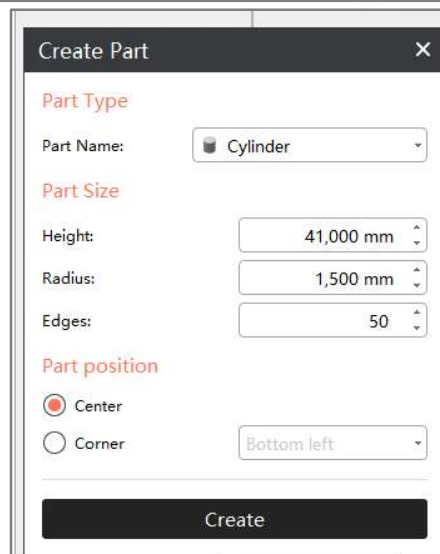 Create Part
Part Type
Part Name: Cylinder
Part Size
Height: 41,000 mm
Radius: 1,500 mm
Edges: 50
Part position
Center
Corner Bottom left
Create